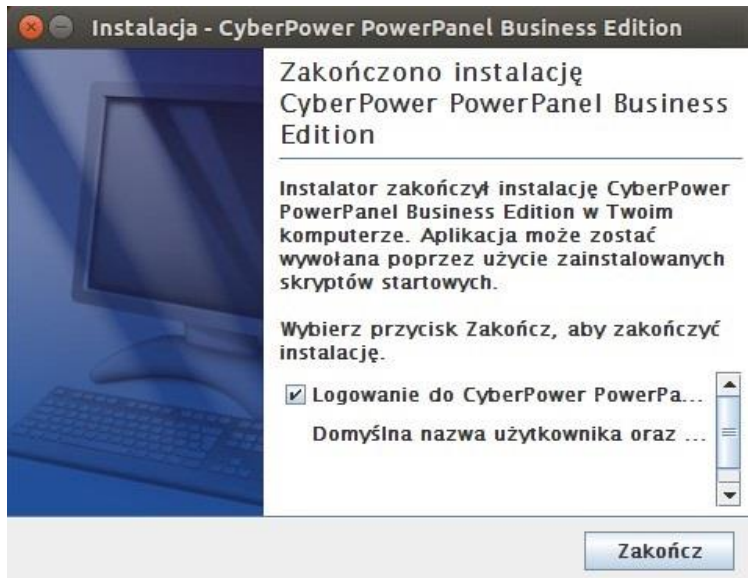 Instalacja - CyberPower PowerPanel Business Edition
Zakończono instalację
CyberPower PowerPanel Business
Edition
Instalator zakończył instalację CyberPower
PowerPanel Business Edition w Twoim
komputerze. Aplikacja może zostać
wywołana poprzez użycie zainstalowanych
skryptów startowych.
Wybierz przycisk Zakończ, aby zakończyć
instalację.
Logowanie do CyberPower PowerPa...
Domyślna nazwa użytkownika oraz ...
Zakończ